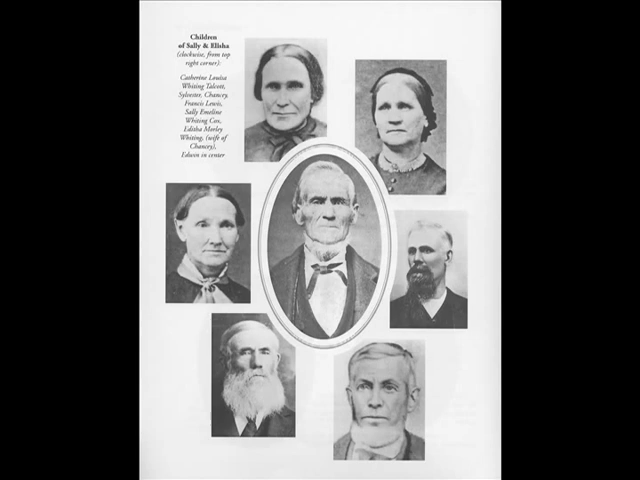 Children
of Sally & Elisha
(clockwise, from top
right corner):
Catherine Louisa
Whiting Talcott,
Sylvester, Chancey,
Francis Lewis,
Sally Emeline
Whiting Cox,
Editha Morley
Whiting, (wife of
Chancey),
Edwin in center